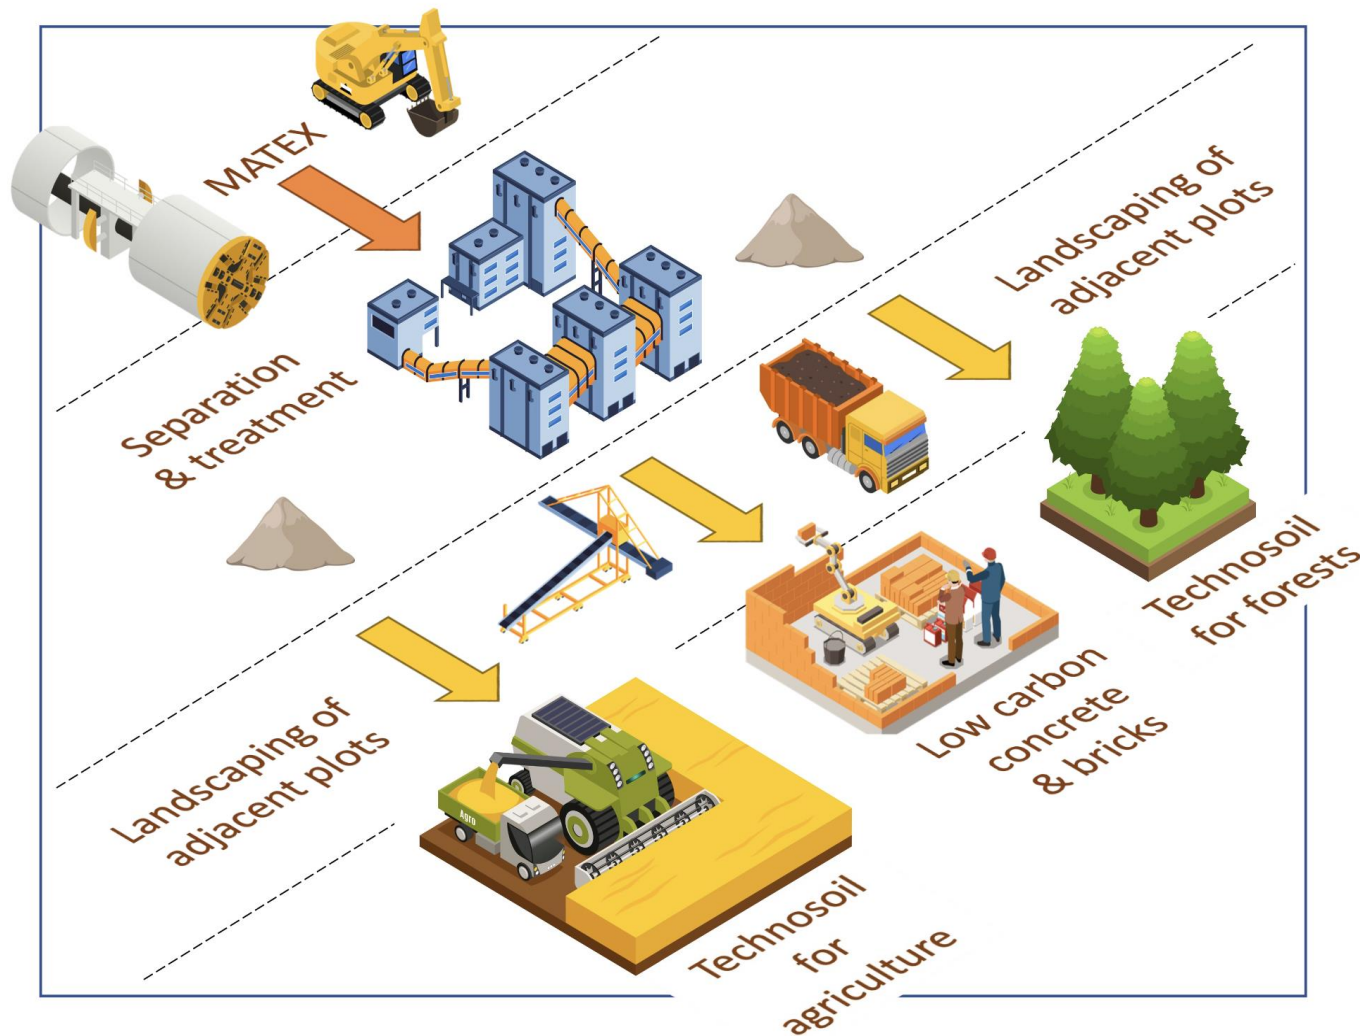 MATEX
Separation
& treatment
Landscaping of
adjacent plots
Technosoil
for forests
Low carbon
concrete
& bricks
Landscaping of
adjacent plots
Agro
Technosoil
for
agriculture